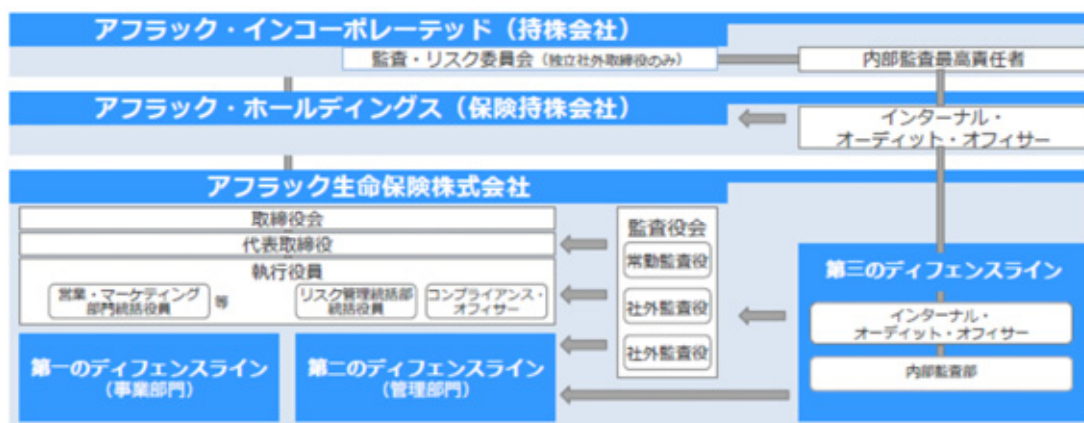 アフラック・インコーポレーテッド（持株会社）
監査・リスク委員会（独立社外取締役のみ）
内部監査最高責任者
アフラック・ホールディングス（保険持株会社）
インターナル・
オーディット・オフィサー
アフラック生命保険株式会社
取締役会
代表取締役
執行役員
営業・マーケティング
部門統括役員
等
リスク管理統括部
統括役員
コンプライアンス・
オフィサー
監査役会
常勤監査役
社外監査役
社外監査役
第一のディフェンスライン
（事業部門）
第二のディフェンスライン
（管理部門）
第三のディフェンスライン
インターナル・
オーディット・オフィサー
内部監査部